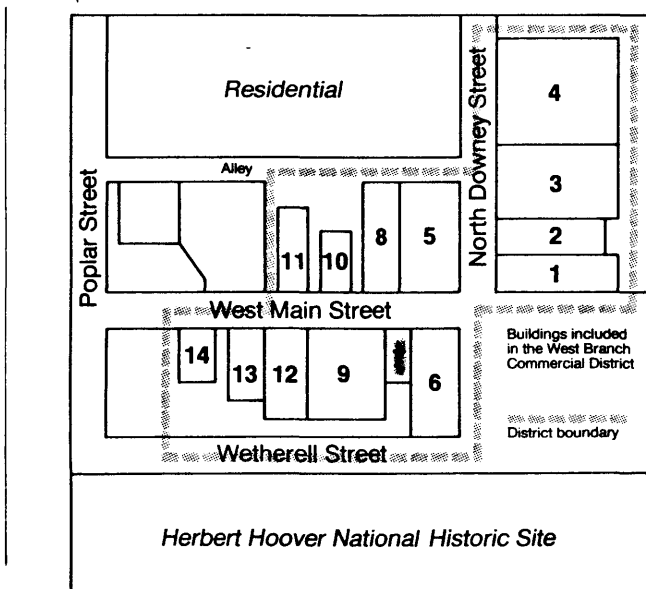 Residential
Alley
Poplar Street
North Downey Street
4
3
2
1
11
10
8
5
West Main Street
14
13
12
9
6
Wetherell Street
Buildings included
in the West Branch
Commercial District
District boundary
Herbert Hoover National Historic Site